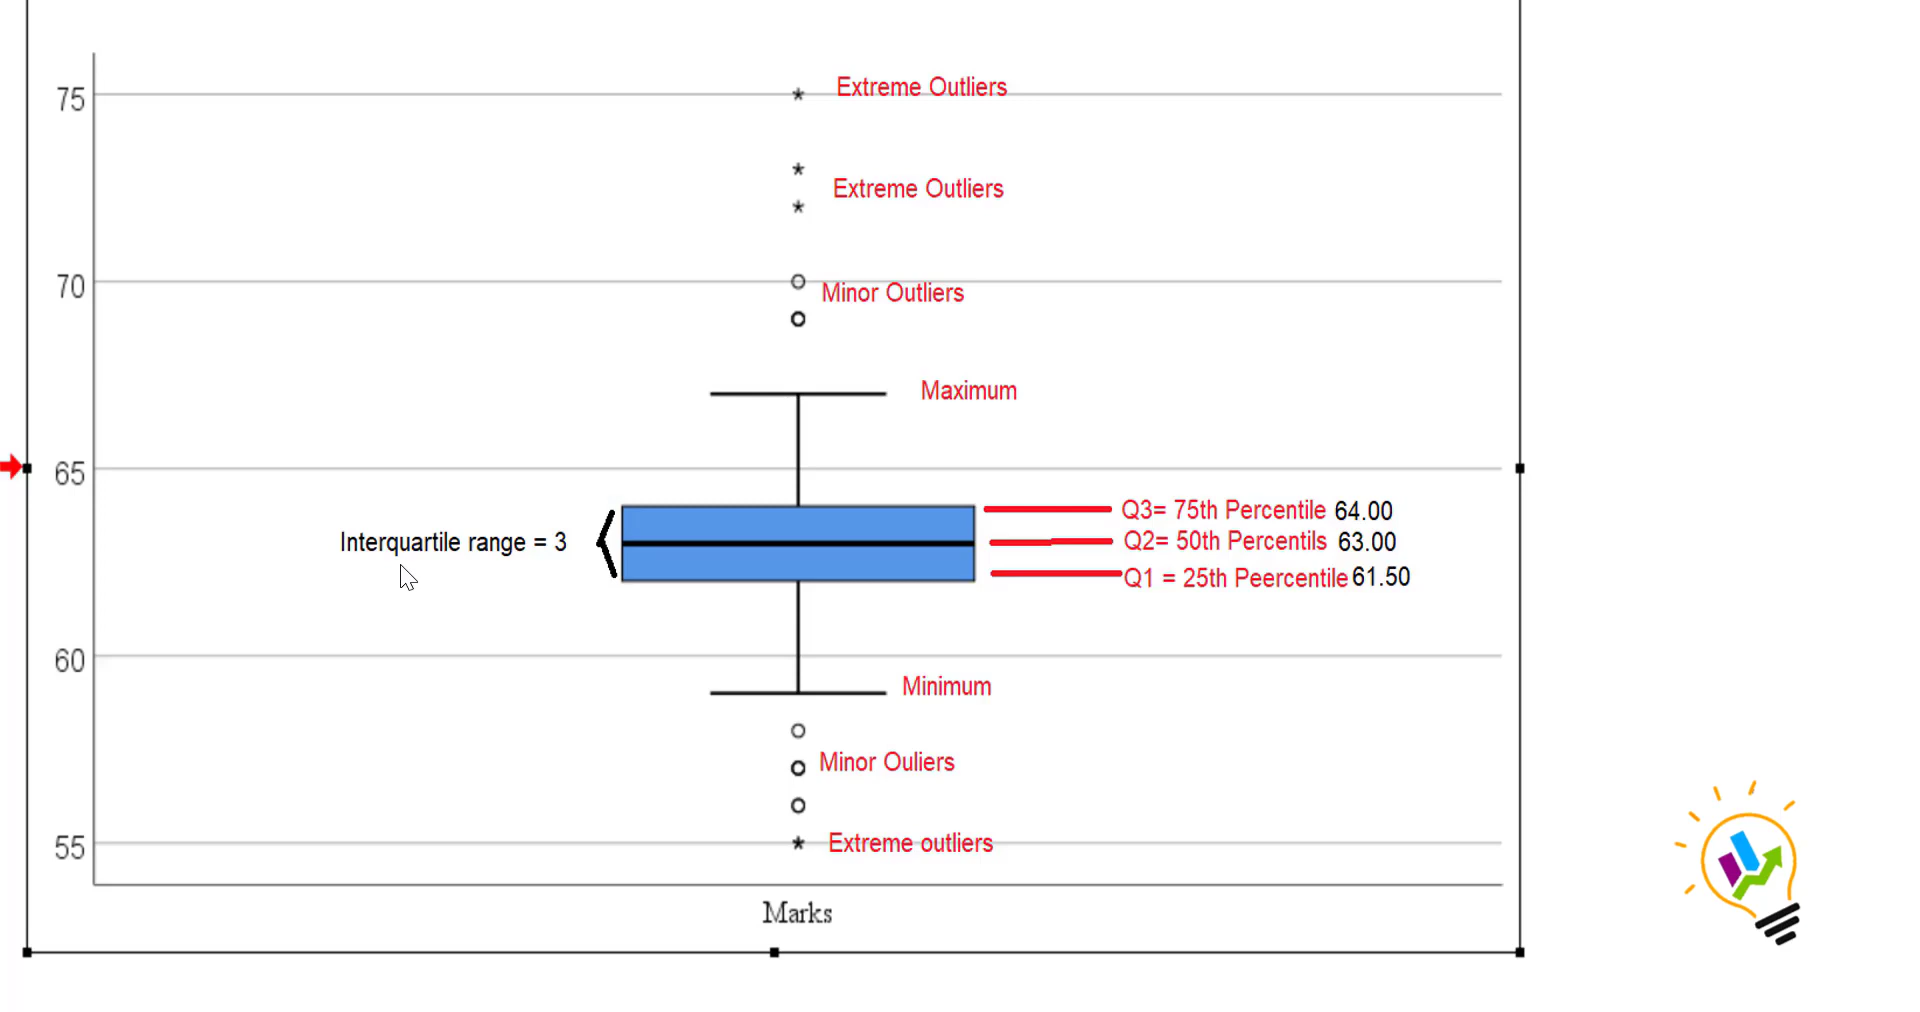 75
Extreme Outliers
Extreme Outliers
70
Minor Outliers
Maximum
65
Q3= 75th Percentile 64.00
Interquartile range = 3
Q2= 50th Percentils 63.00
Q1 = 25th Peercentile 61.50
60
Minimum
Minor Ouliers
55
Extreme outliers
Marks